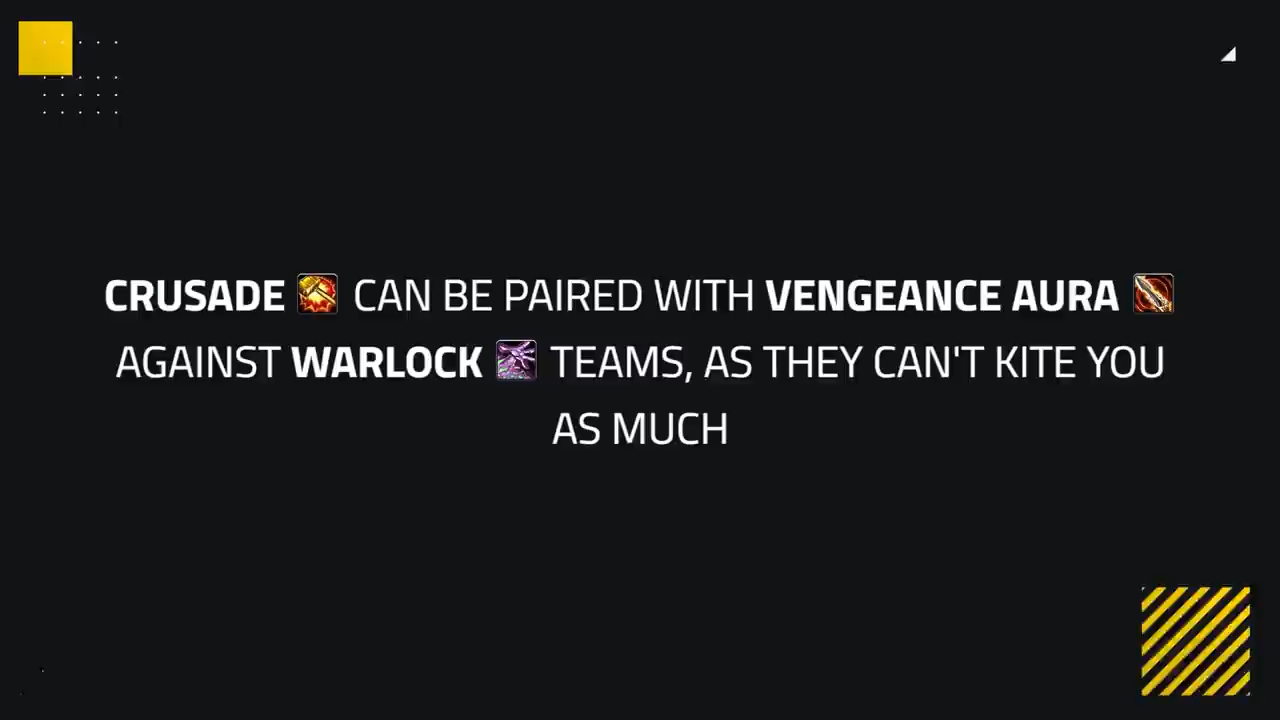 CRUSADE CAN BE PAIRED WITH VENGEANCE AURA
AGAINST WARLOCK TEAMS, AS THEY CAN'T KITE YOU
AS MUCH